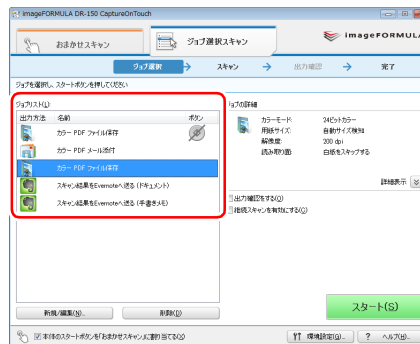 imageFORMULA DR-150 CaptureOnTouch
おまかせスキャン
ジョブ選択スキャン
imageFORMULA
ジョブ選択
スキャン
出力確認
完了
ジョブを選択し、スタートボタンを押してください
ジョブリスト(L)
ジョブの詳細
出力方法 名前 ボタン
カラー PDF ファイル保存
カラー PDF メール添付
カラー PDF ファイル保存
スキャン結果をEvernoteへ送る (ドキュメント)
スキャン結果をEvernoteへ送る (手書きメモ)
カラーモード: 24ビットカラー
用紙サイズ: 自動サイズ検知
解像度: 200 dpi
読み取り面: 白紙をスキップする
詳細表示
出力確認をする(O)
継続スキャンを有効にする(C)
新規/編集(N)...
削除(D)
スタート(S)
本体のスタートボタンを「おまかせスキャン」に割り当てる(X)
環境設定(G)...
ヘルプ(H)...